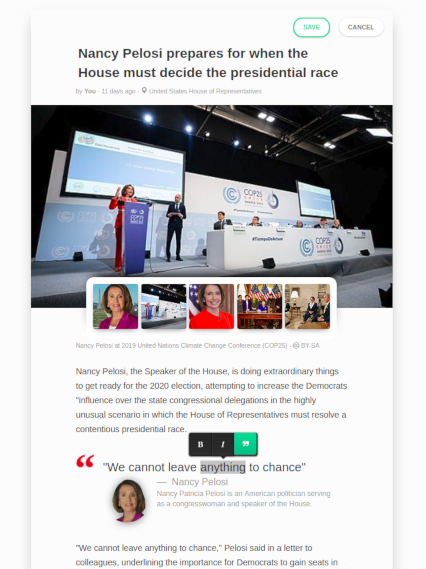 SAVE
CANCEL
Nancy Pelosi prepares for when the
House must decide the presidential race
by You - 11 days ago - United States House of Representatives
COP25
CHILE
COP25
CHILE
#TiempoDeActuar
COP25
Nancy Pelosi at 2019 United Nations Climate Change Conference (COP25) - BY-SA
Nancy Pelosi, the Speaker of the House, is doing extraordinary things
to get ready for the 2020 election, attempting to increase the Democrats
"influence over the state congressional delegations in the highly
unusual scenario in which the House of Representatives must resolve a
contentious presidential race.
B I ”
“ "We cannot leave anything to chance"
— Nancy Pelosi
Nancy Patricia Pelosi is an American politician serving
as a congresswoman and speaker of the House.
"We cannot leave anything to chance," Pelosi said in a letter to
colleagues, underlining the importance for Democrats to gain seats in